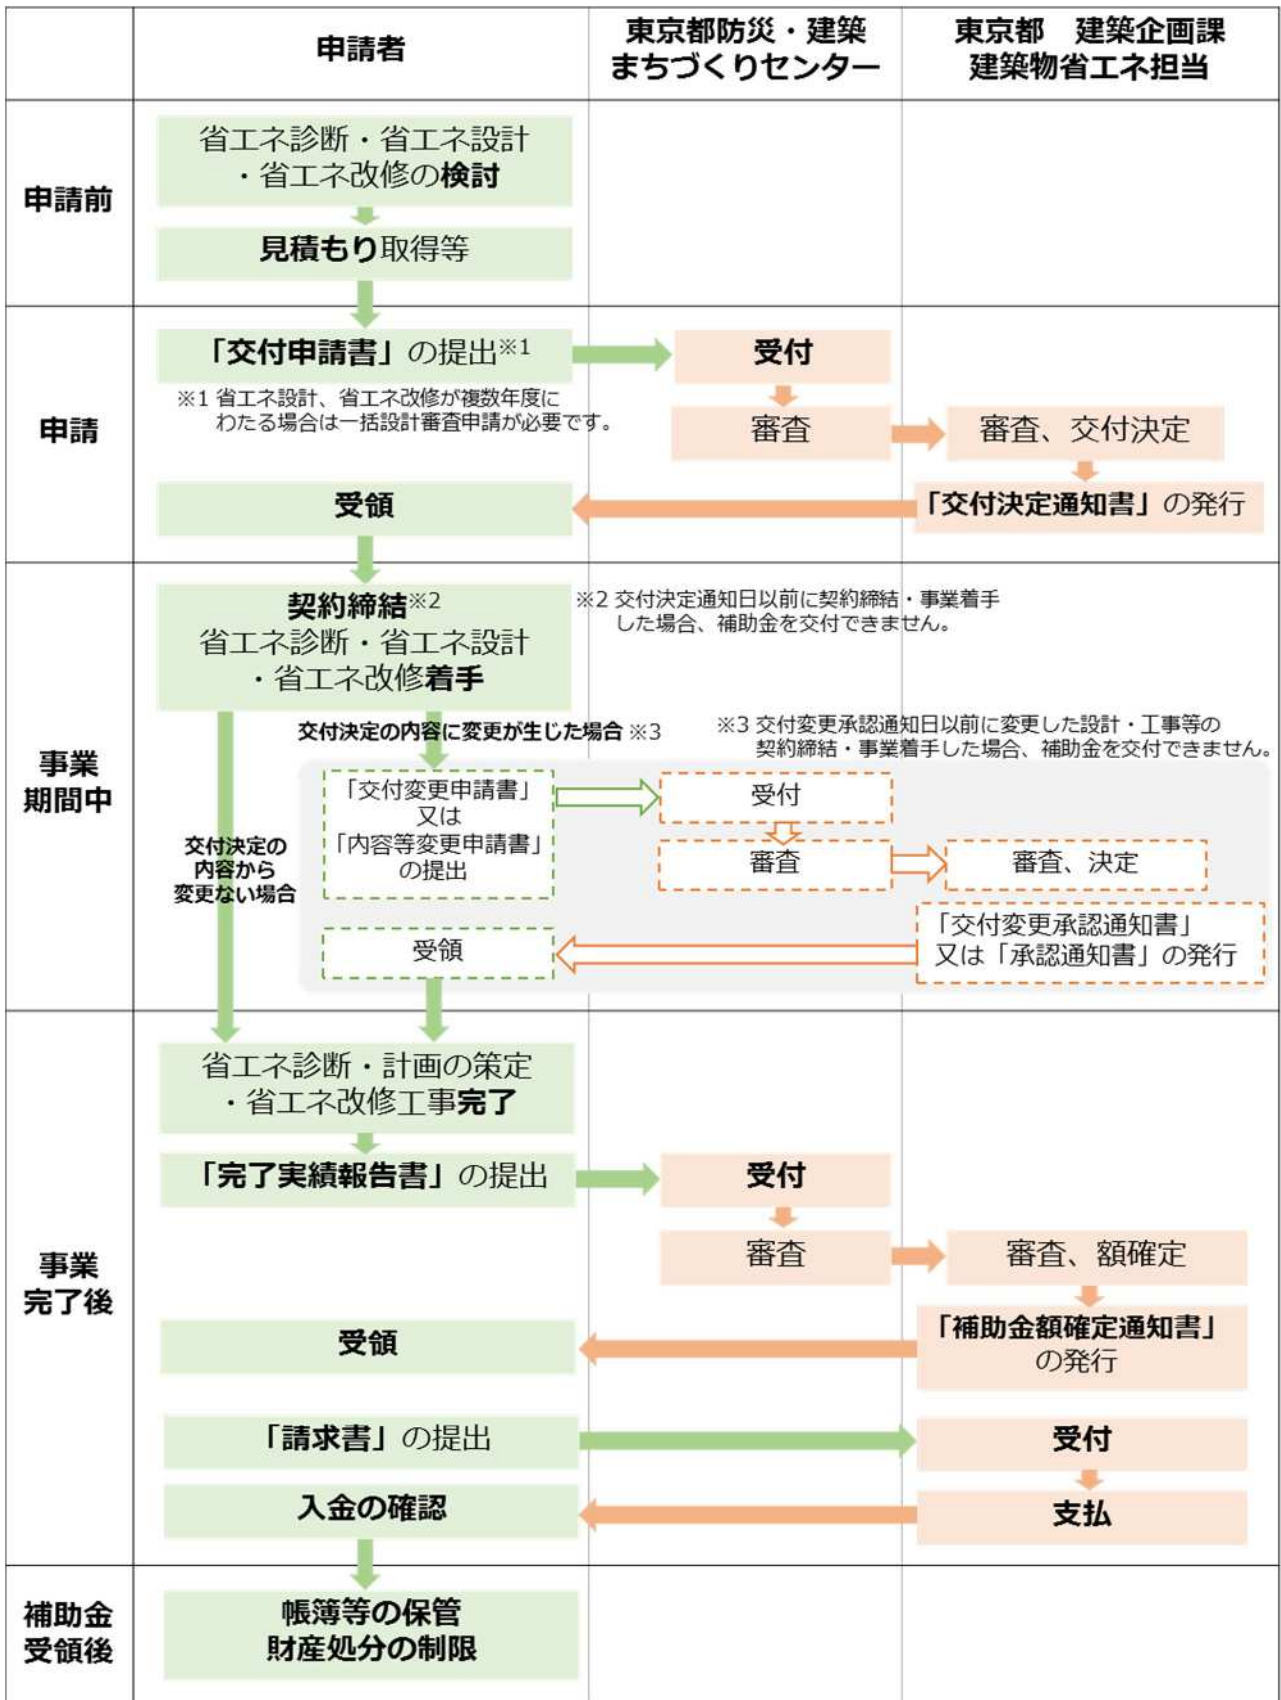 申請者
東京都防災・建築
まちづくりセンター
東京都　建築企画課
建築物省エネ担当
申請前
省エネ診断・省エネ設計
・省エネ改修の検討
見積もり取得等
申請
「交付申請書」の提出※1
受付
※1 省エネ設計、省エネ改修が複数年度に
わたる場合は一括設計審査申請が必要です。
審査
審査、交付決定
受領
「交付決定通知書」の発行
事業
期間中
契約締結※2
省エネ診断・省エネ設計
・省エネ改修着手
※2 交付決定通知日以前に契約締結・事業着手
した場合、補助金を交付できません。
交付決定の内容に変更が生じた場合 ※3
※3 交付変更承認通知日以前に変更した設計・工事等の
契約締結・事業着手した場合、補助金を交付できません。
交付決定の
内容から
変更ない場合
「交付変更申請書」
又は
「内容等変更申請書」
の提出
受付
審査
審査、決定
受領
「交付変更承認通知書」
又は「承認通知書」の発行
事業
完了後
省エネ診断・計画の策定
・省エネ改修工事完了
「完了実績報告書」の提出
受付
審査
審査、額確定
受領
「補助金額確定通知書」
の発行
「請求書」の提出
受付
入金の確認
支払
補助金
受領後
帳簿等の保管
財産処分の制限